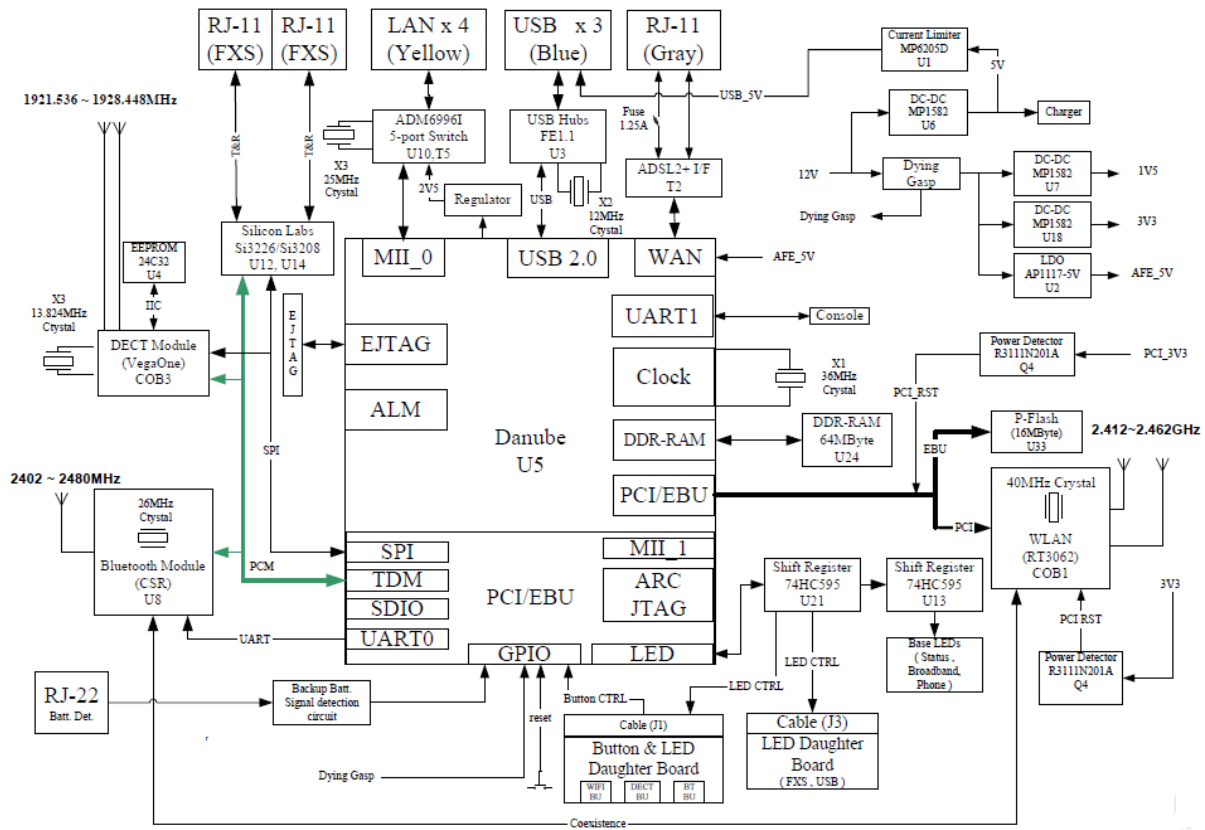 RJ-11
(FXS)
RJ-11
(FXS)
LAN x 4
(Yellow)
USB x 3
(Blue)
RJ-11
(Gray)
Current Limiter
MP6205D
U1
5V
USB_5V
1921.536 ~ 1928.448MHz
T&R
T&R
X3
25MHz
Ctystal
ADM6996I
5-port Switch
U10,T5
USB Hubs
FE1.1
U3
Fuse
1.25A
ADSL2+ I/F
T2
DC-DC
MP1582
U6
Charger
12V
Dying
Gasp
Dying Gasp
DC-DC
MP1582
U7
1V5
DC-DC
MP1582
U18
3V3
LDO
AP1117-5V
U2
AFE_5V
2V5
Regulator
USB
X2
12MHz
Ctystal
Silicon Labs
Si3226/Si3208
U12, U14
EEPROM
24C32
U4
IIC
X3
13.824MHz
Ctystal
DECT Module
(VegaOne)
COB3
EJTAG
MII_0
USB 2.0
WAN
AFE_5V
UART1
Console
EJTAG
Clock
X1
36MHz
Crystal
Power Detector
R3111N201A
Q4
PCI_3V3
PCI_RST
ALM
Danube
U5
DDR-RAM
DDR-RAM
64MByte
U24
P-Flash
(16MByte)
U33
EBU
2.412~2.462GHz
PCI/EBU
PCI
40MHz Crystal
WLAN
(RT3062)
COB1
SPI
2402 ~ 2480MHz
26MHz
Ctystal
Bluetooth Module
(CSR)
U8
PCM
SPI
TDM
SDIO
UART0
UART
PCI/EBU
MII_1
ARC
JTAG
GPIO
LED
Shift Register
74HC595
U21
Shift Register
74HC595
U13
Base LEDs
( Status ,
Broadband,
Phone )
3V3
PCI RST
Power Detector
R3111N201A
Q4
RJ-22
Batt. Det.
Backup Batt.
Signal detection
circuit
reset
Button CTRL
LED CTRL
LED CTRL
Cable (J1)
Button & LED
Daughter Board
WIFI
BU
DECT
BU
BT
BU
Cable (J3)
LED Daughter
Board
( FXS , USB )
Dying Gasp
Coexistence